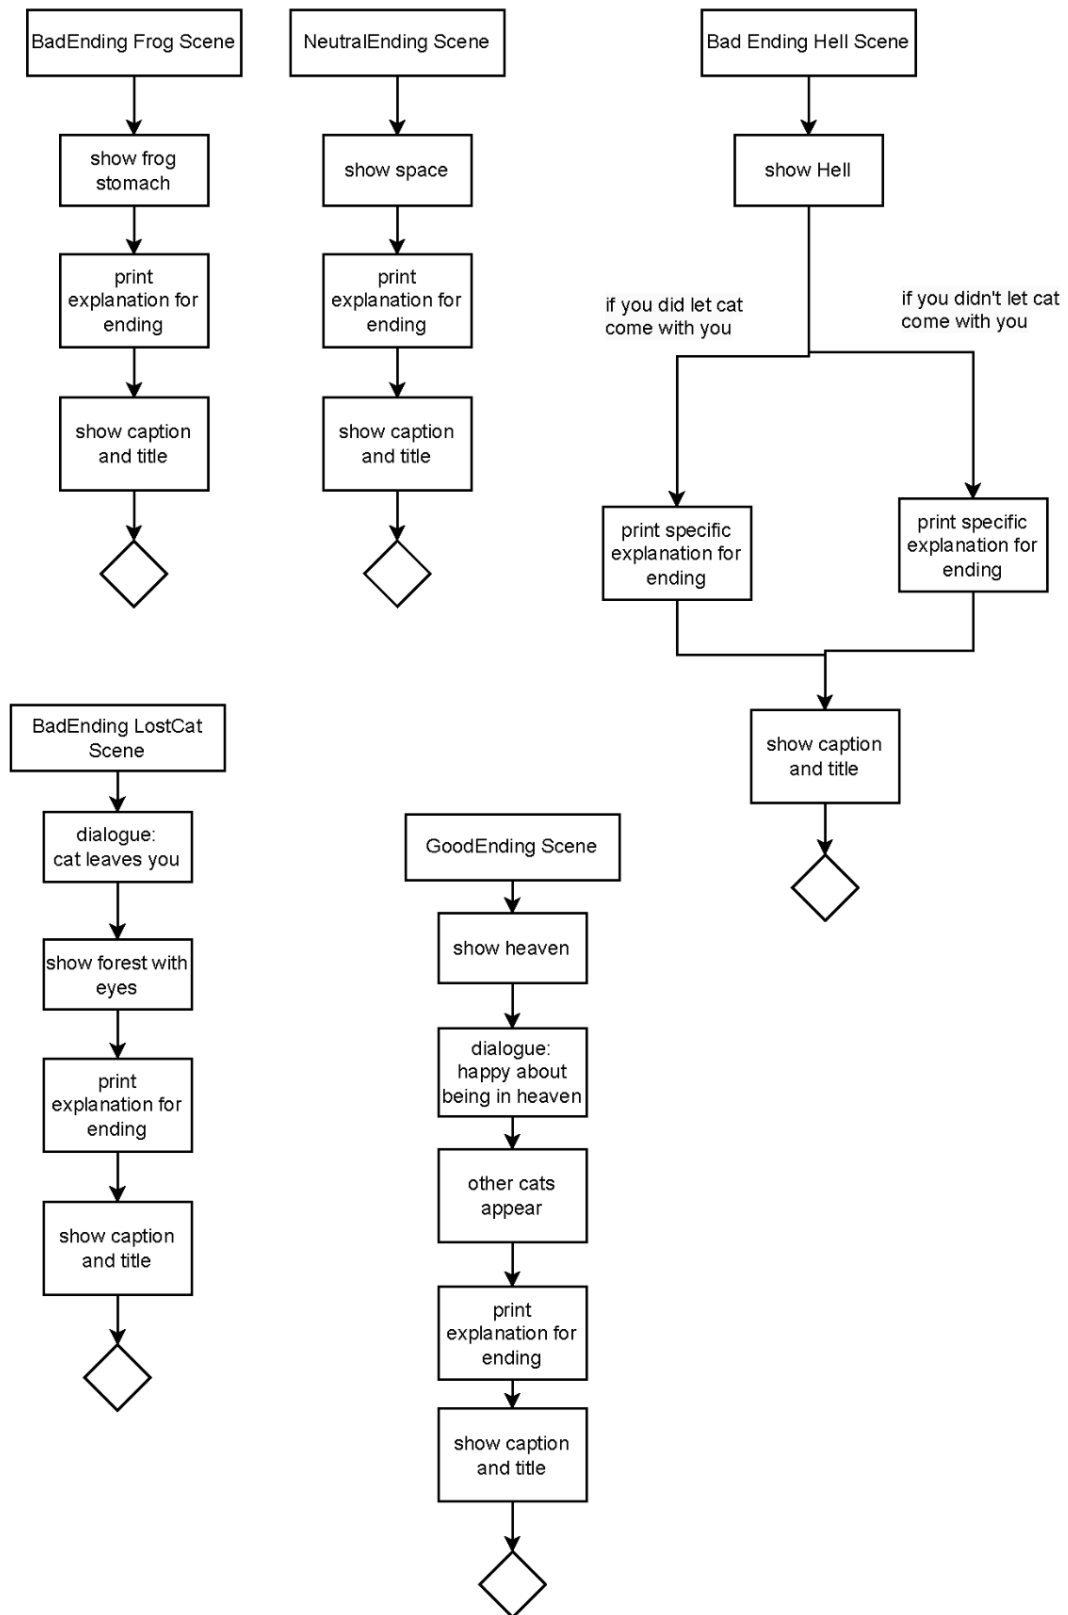 BadEnding Frog Scene
show frog
stomach
print
explanation for
ending
show caption
and title
NeutralEnding Scene
show space
print
explanation for
ending
show caption
and title
Bad Ending Hell Scene
show Hell
if you did let cat
come with you
if you didn't let cat
come with you
print specific
explanation for
ending
print specific
explanation for
ending
show caption
and title
BadEnding LostCat
Scene
dialogue:
cat leaves you
show forest with
eyes
print
explanation for
ending
show caption
and title
GoodEnding Scene
show heaven
dialogue:
happy about
being in heaven
other cats
appear
print
explanation for
ending
show caption
and title